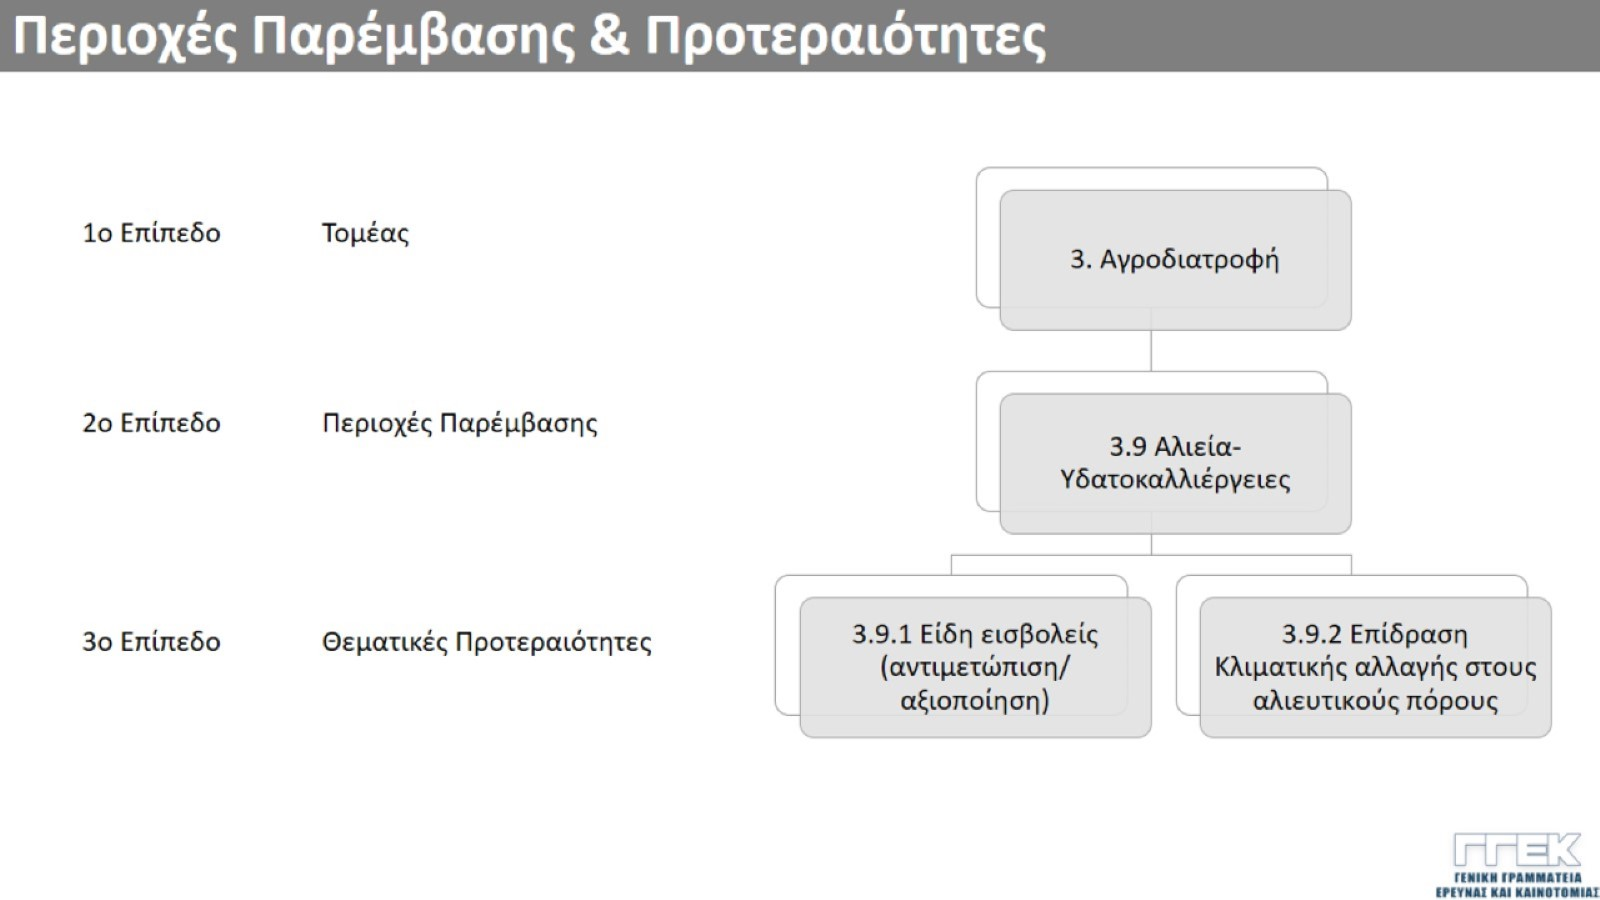 Περιοχές Παρέμβασης & Προτεραιότητες
1ο Επίπεδο
Τομέας
3. Αγροδιατροφή
2ο Επίπεδο
Περιοχές Παρέμβασης
3.9 Αλιεία-
Υδατοκαλλιέργειες
3ο Επίπεδο
Θεματικές Προτεραιότητες
3.9.1 Είδη εισβολείς
(αντιμετώπιση/
αξιοποίηση)
3.9.2 Επίδραση
Κλιματικής αλλαγής στους
αλιευτικούς πόρους
ΓΓΕΚ
ΓΕΝΙΚΗ ΓΡΑΜΜΑΤΕΙΑ
ΕΡΕΥΝΑΣ ΚΑΙ ΚΑΙΝΟΤΟΜΙΑΣ